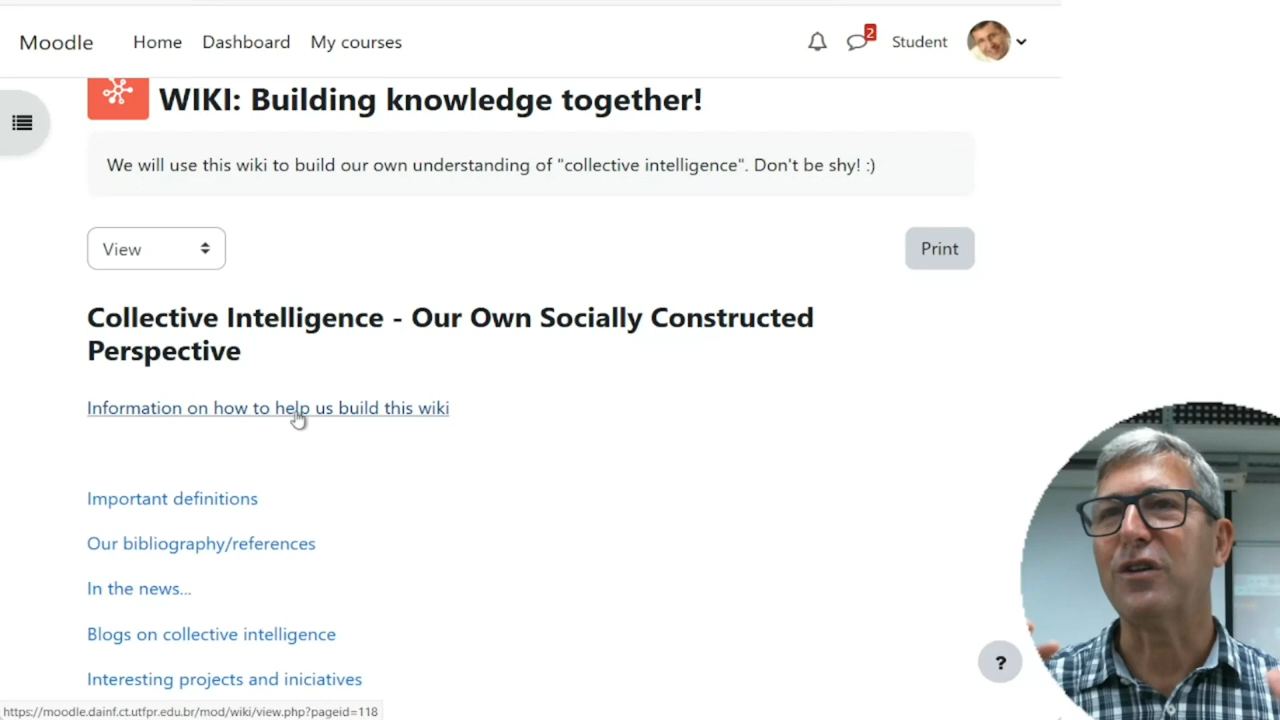 Moodle Home Dashboard My courses 2 Student
WIKI: Building knowledge together!
We will use this wiki to build our own understanding of "collective intelligence". Don't be shy! :)
View Print
Collective Intelligence - Our Own Socially Constructed
Perspective
Information on how to help us build this wiki
Important definitions
Our bibliography/references
In the news...
Blogs on collective intelligence
Interesting projects and iniciatives
?
https://moodle.dainf.ct.utfpr.edu.br/mod/wiki/view.php?pageid=118